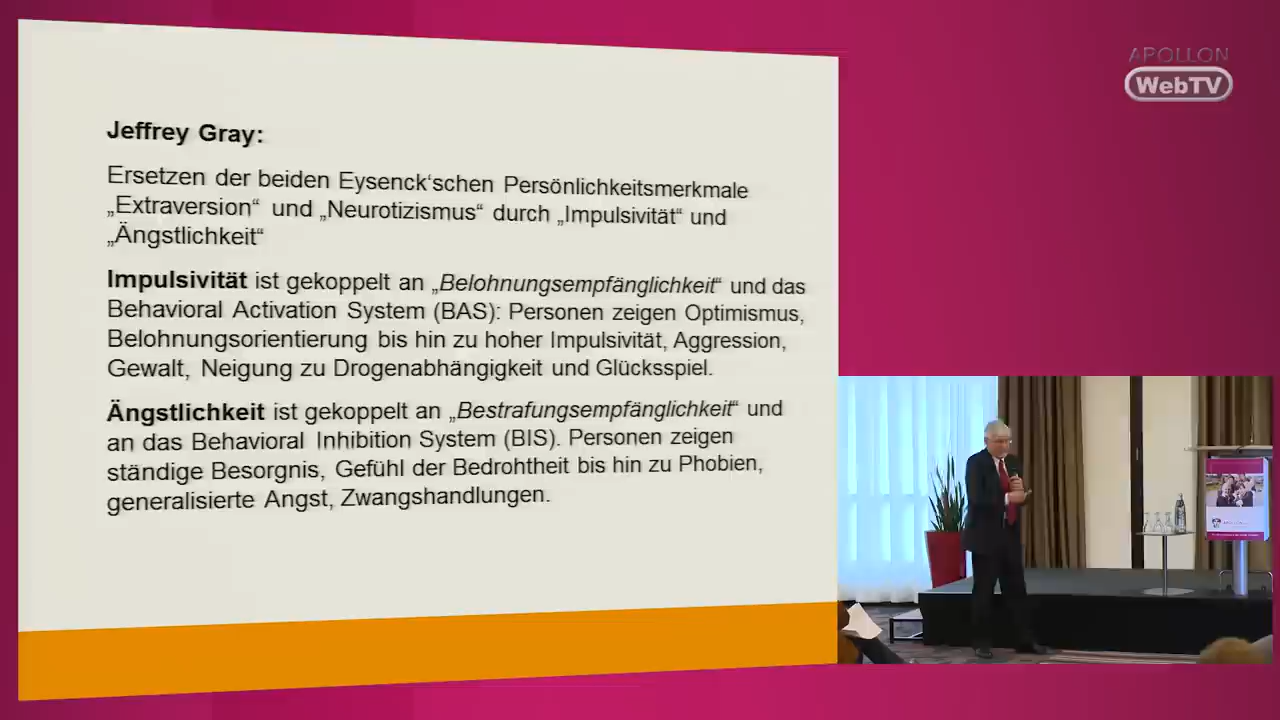 APOLLON
WebTV
Jeffrey Gray:
Ersetzen der beiden Eysenck‘schen Persönlichkeitsmerkmale
„Extraversion“ und „Neurotizismus“ durch „Impulsivität“ und
„Ängstlichkeit“
Impulsivität ist gekoppelt an „Belohnungsempfänglichkeit“ und das
Behavioral Activation System (BAS): Personen zeigen Optimismus,
Belohnungsorientierung bis hin zu hoher Impulsivität, Aggression,
Gewalt, Neigung zu Drogenabhängigkeit und Glücksspiel.
Ängstlichkeit ist gekoppelt an „Bestrafungsempfänglichkeit“ und
an das Behavioral Inhibition System (BIS). Personen zeigen
ständige Besorgnis, Gefühl der Bedrohtheit bis hin zu Phobien,
generalisierte Angst, Zwangshandlungen.